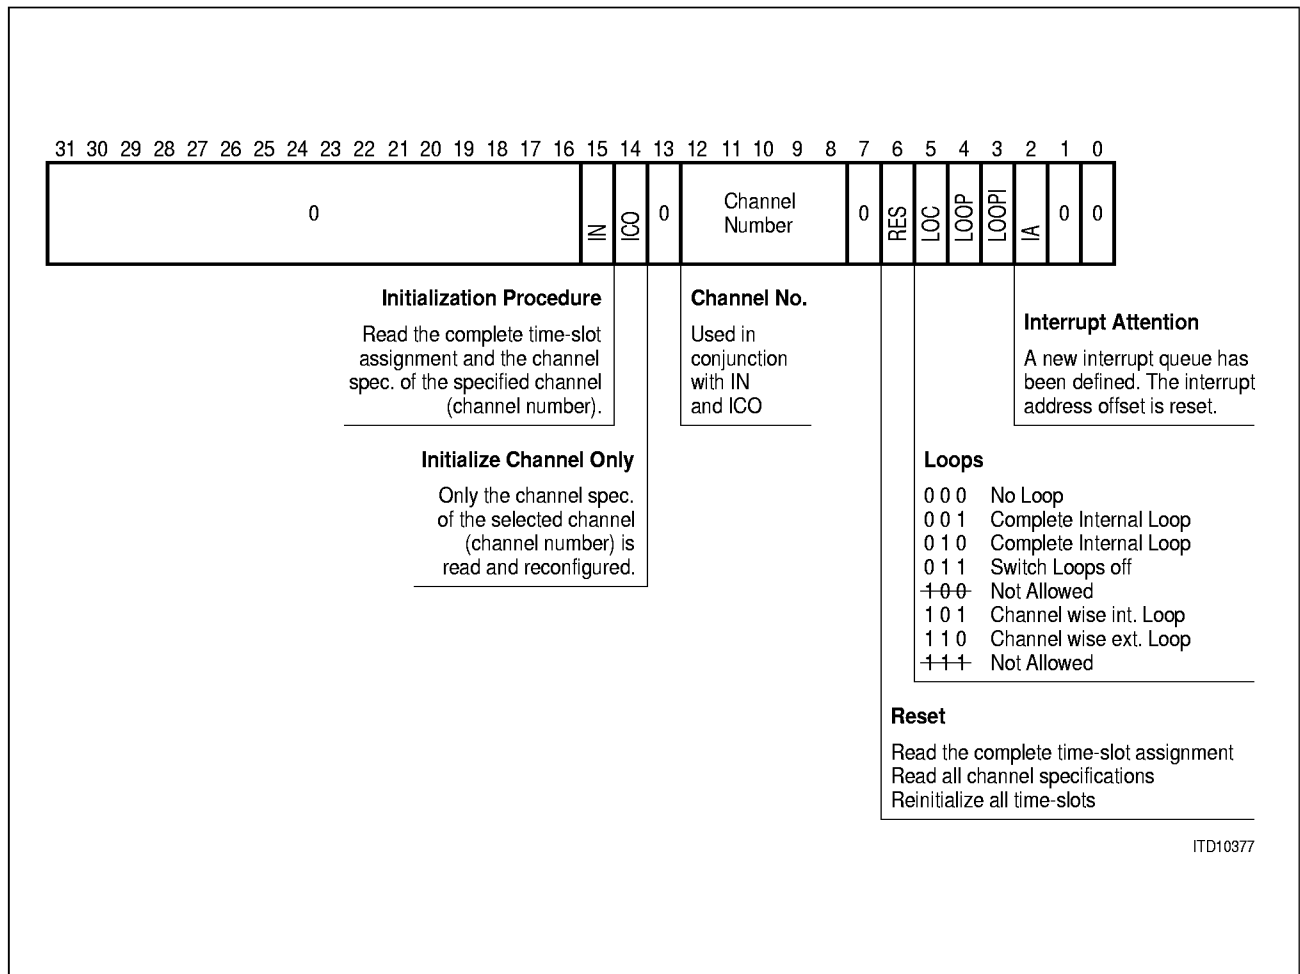 31 30 29 28 27 26 25 24 23 22 21 20 19 18 17 16 15 14 13 12 11 10 9 8 7 6 5 4 3 2 1 0
0 IN ICO 0 Channel Number 0 RES LOC LOOP LOOPI IA 0 0
Initialization Procedure
Read the complete time-slot
assignment and the channel
spec. of the specified channel
(channel number).
Channel No.
Used in
conjunction
with IN
and ICO
Interrupt Attention
A new interrupt queue has
been defined. The interrupt
address offset is reset.
Initialize Channel Only
Only the channel spec.
of the selected channel
(channel number) is
read and reconfigured.
Loops
0 0 0 No Loop
0 0 1 Complete Internal Loop
0 1 0 Complete Internal Loop
0 1 1 Switch Loops off
1 0 0 Not Allowed
1 0 1 Channel wise int. Loop
1 1 0 Channel wise ext. Loop
1 1 1 Not Allowed
Reset
Read the complete time-slot assignment
Read all channel specifications
Reinitialize all time-slots
ITD10377